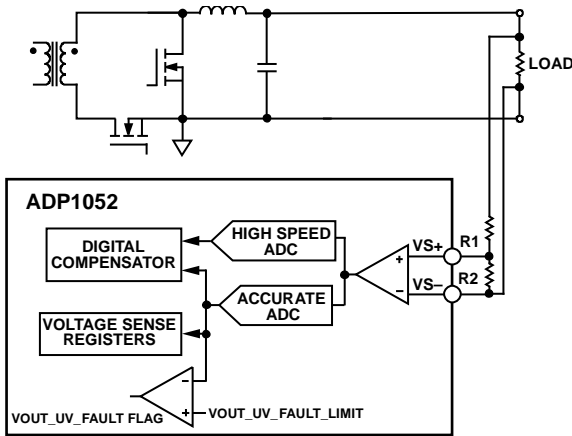 LOAD
ADP1052
HIGH SPEED
ADC
DIGITAL
COMPENSATOR
VS+
R1
+
−
VS−
R2
ACCURATE
ADC
VOLTAGE SENSE
REGISTERS
−
+
VOUT_UV_FAULT_LIMIT
VOUT_UV_FAULT FLAG